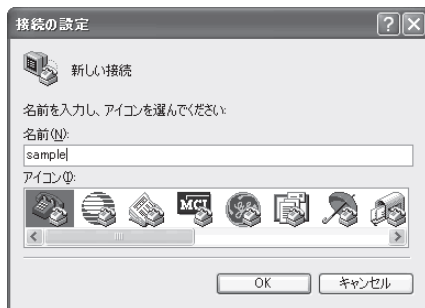 接続の設定
新しい接続
名前を入力し、アイコンを選んでください:
名前(N):
sample
アイコン(I):
MCI
OK
キャンセル